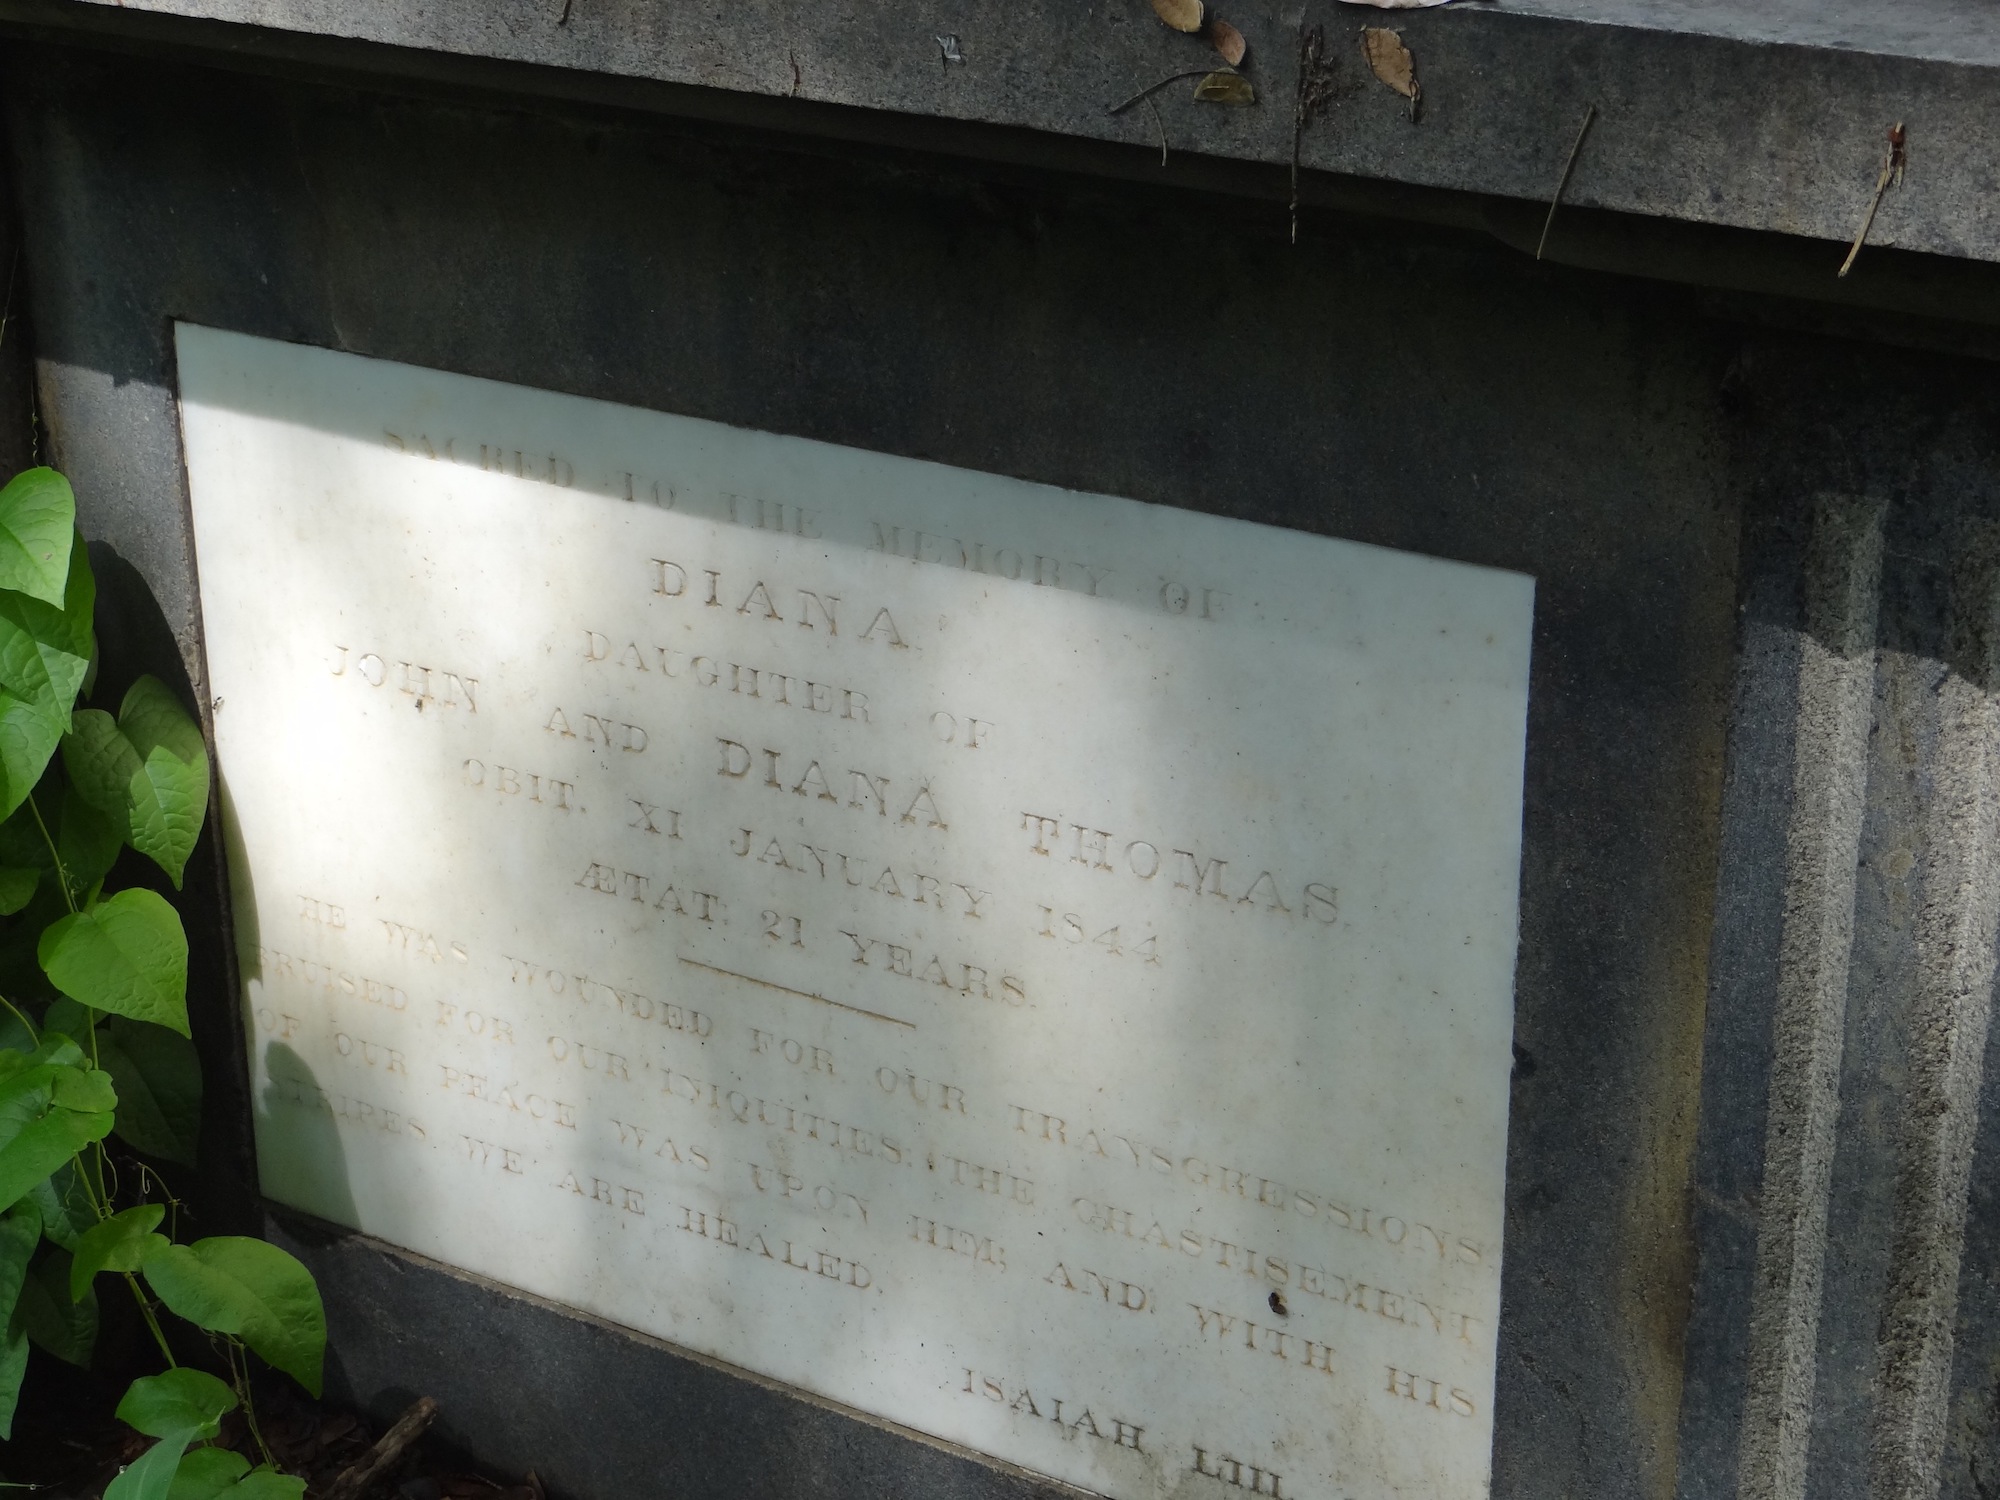 SACRED TO THE MEMORY OF
DIANA
DAUGHTER OF
JOHN AND DIANA THOMAS
OBIT. XI JANUARY 1844
ÆTAT. 21 YEARS.
HE WAS WOUNDED FOR OUR TRANSGRESSIONS,
BRUISED FOR OUR INIQUITIES: THE CHASTISEMENT
OF OUR PEACE WAS UPON HIM; AND WITH HIS
STRIPES WE ARE HEALED.
ISAIAH LIII.